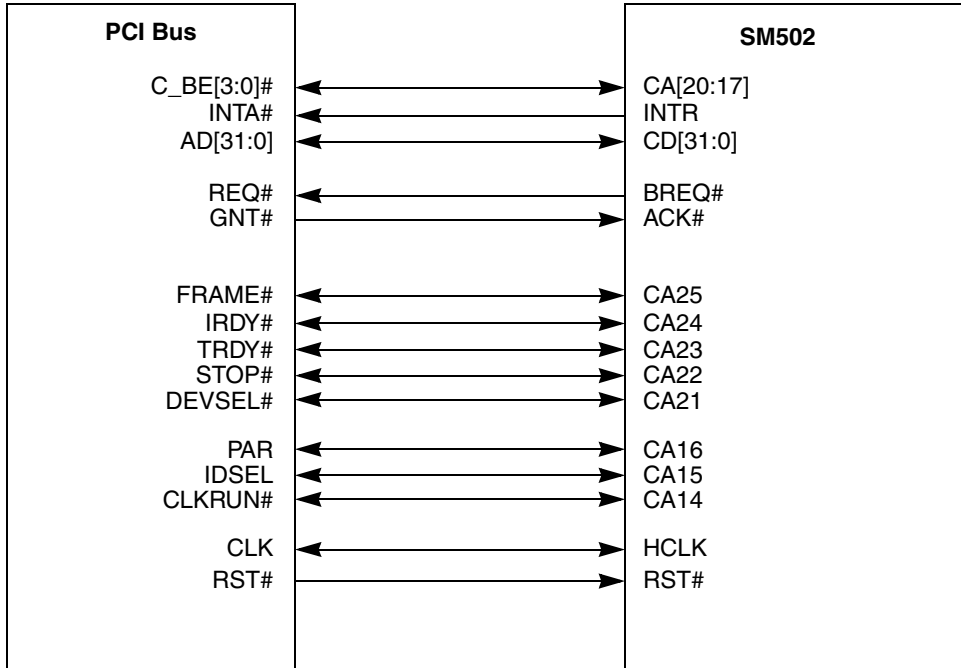 PCI Bus
SM502
C_BE[3:0]# CA[20:17]
INTA# INTR
AD[31:0] CD[31:0]
REQ# BREQ#
GNT# ACK#
FRAME# CA25
IRDY# CA24
TRDY# CA23
STOP# CA22
DEVSEL# CA21
PAR CA16
IDSEL CA15
CLKRUN# CA14
CLK HCLK
RST# RST#